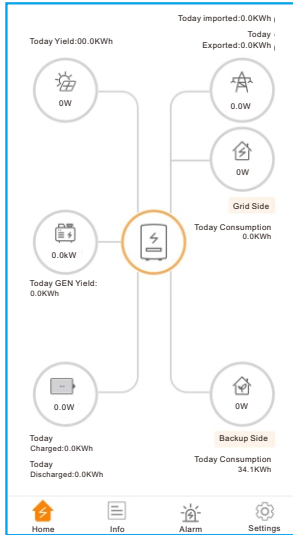 Today imported:0.0KWh
Today Yield:00.0KWh
Today
Exported:0.0KWh
0W
0.0W
0W
Grid Side
Today Consumption
0.0KWh
0.0kW
Today GEN Yield:
0.0KWh
0.0W
0W
Today
Charged:0.0KWh
Backup Side
Today
Discharged:0.0KWh
Today Consumption
34.1KWh
Home
Info
Alarm
Settings